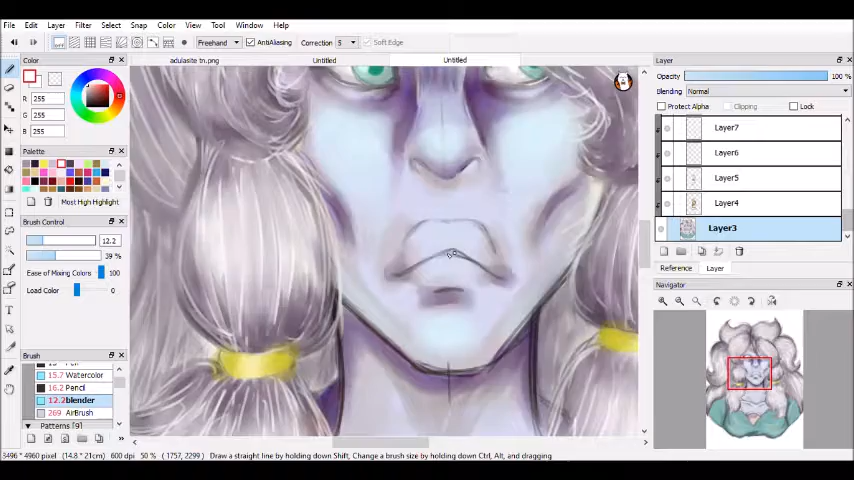 File Edit Layer Filter Select Snap Color View Tool Window Help
Freehand AntiAliasing Correction 5 Soft Edge
Color
adulasite tn.png Untitled Untitled
Layer
Opacity 100 %
R 255
Blending Normal
G 255
Protect Alpha Clipping Lock
B 255
Layer7
Palette
Layer6
Layer5
Most High Highlight
Layer4
Brush Control
Layer3
12.2
39 %
Ease of Mixing Colors 100
Reference Layer
Load Color 0
Navigator
Brush
15.7 Watercolor
16.2 Pencil
12.2 blender
269 AirBrush
Patterns [9]
3496 * 4960 pixel (14.8 * 21cm) 600 dpi 50 % ( 1757, 2299 ) Draw a straight line by holding down Shift, Change a brush size by holding down Ctrl, Alt, and dragging